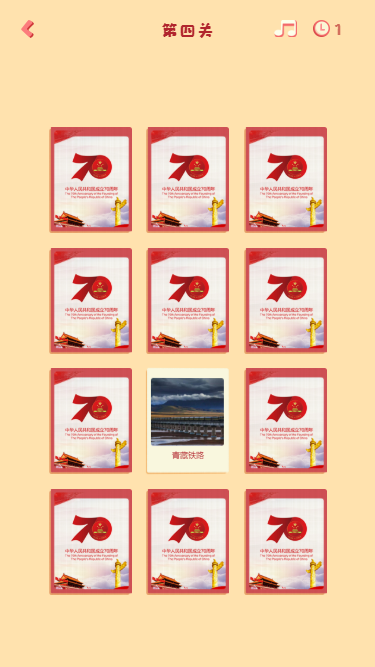 第四关
1
70
中华人民共和国成立70周年
The 70th Anniversary of the Founding of
The People's Republic of China
70
中华人民共和国成立70周年
The 70th Anniversary of the Founding of
The People's Republic of China
70
中华人民共和国成立70周年
The 70th Anniversary of the Founding of
The People's Republic of China
70
中华人民共和国成立70周年
The 70th Anniversary of the Founding of
The People's Republic of China
70
中华人民共和国成立70周年
The 70th Anniversary of the Founding of
The People's Republic of China
70
中华人民共和国成立70周年
The 70th Anniversary of the Founding of
The People's Republic of China
70
中华人民共和国成立70周年
The 70th Anniversary of the Founding of
The People's Republic of China
青藏铁路
70
中华人民共和国成立70周年
The 70th Anniversary of the Founding of
The People's Republic of China
70
中华人民共和国成立70周年
The 70th Anniversary of the Founding of
The People's Republic of China
70
中华人民共和国成立70周年
The 70th Anniversary of the Founding of
The People's Republic of China
70
中华人民共和国成立70周年
The 70th Anniversary of the Founding of
The People's Republic of China